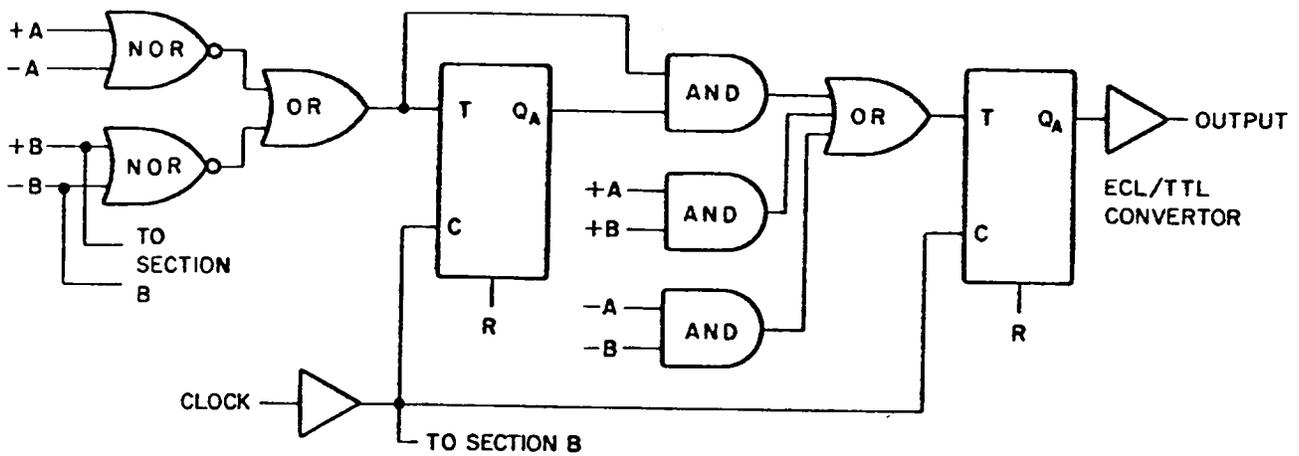 +A
-A
NOR
+B
-B
NOR
TO
SECTION
B
OR
T
QA
C
R
AND
+A
+B
AND
-A
-B
AND
OR
T
QA
C
R
OUTPUT
ECL/TTL
CONVERTOR
CLOCK
TO SECTION B